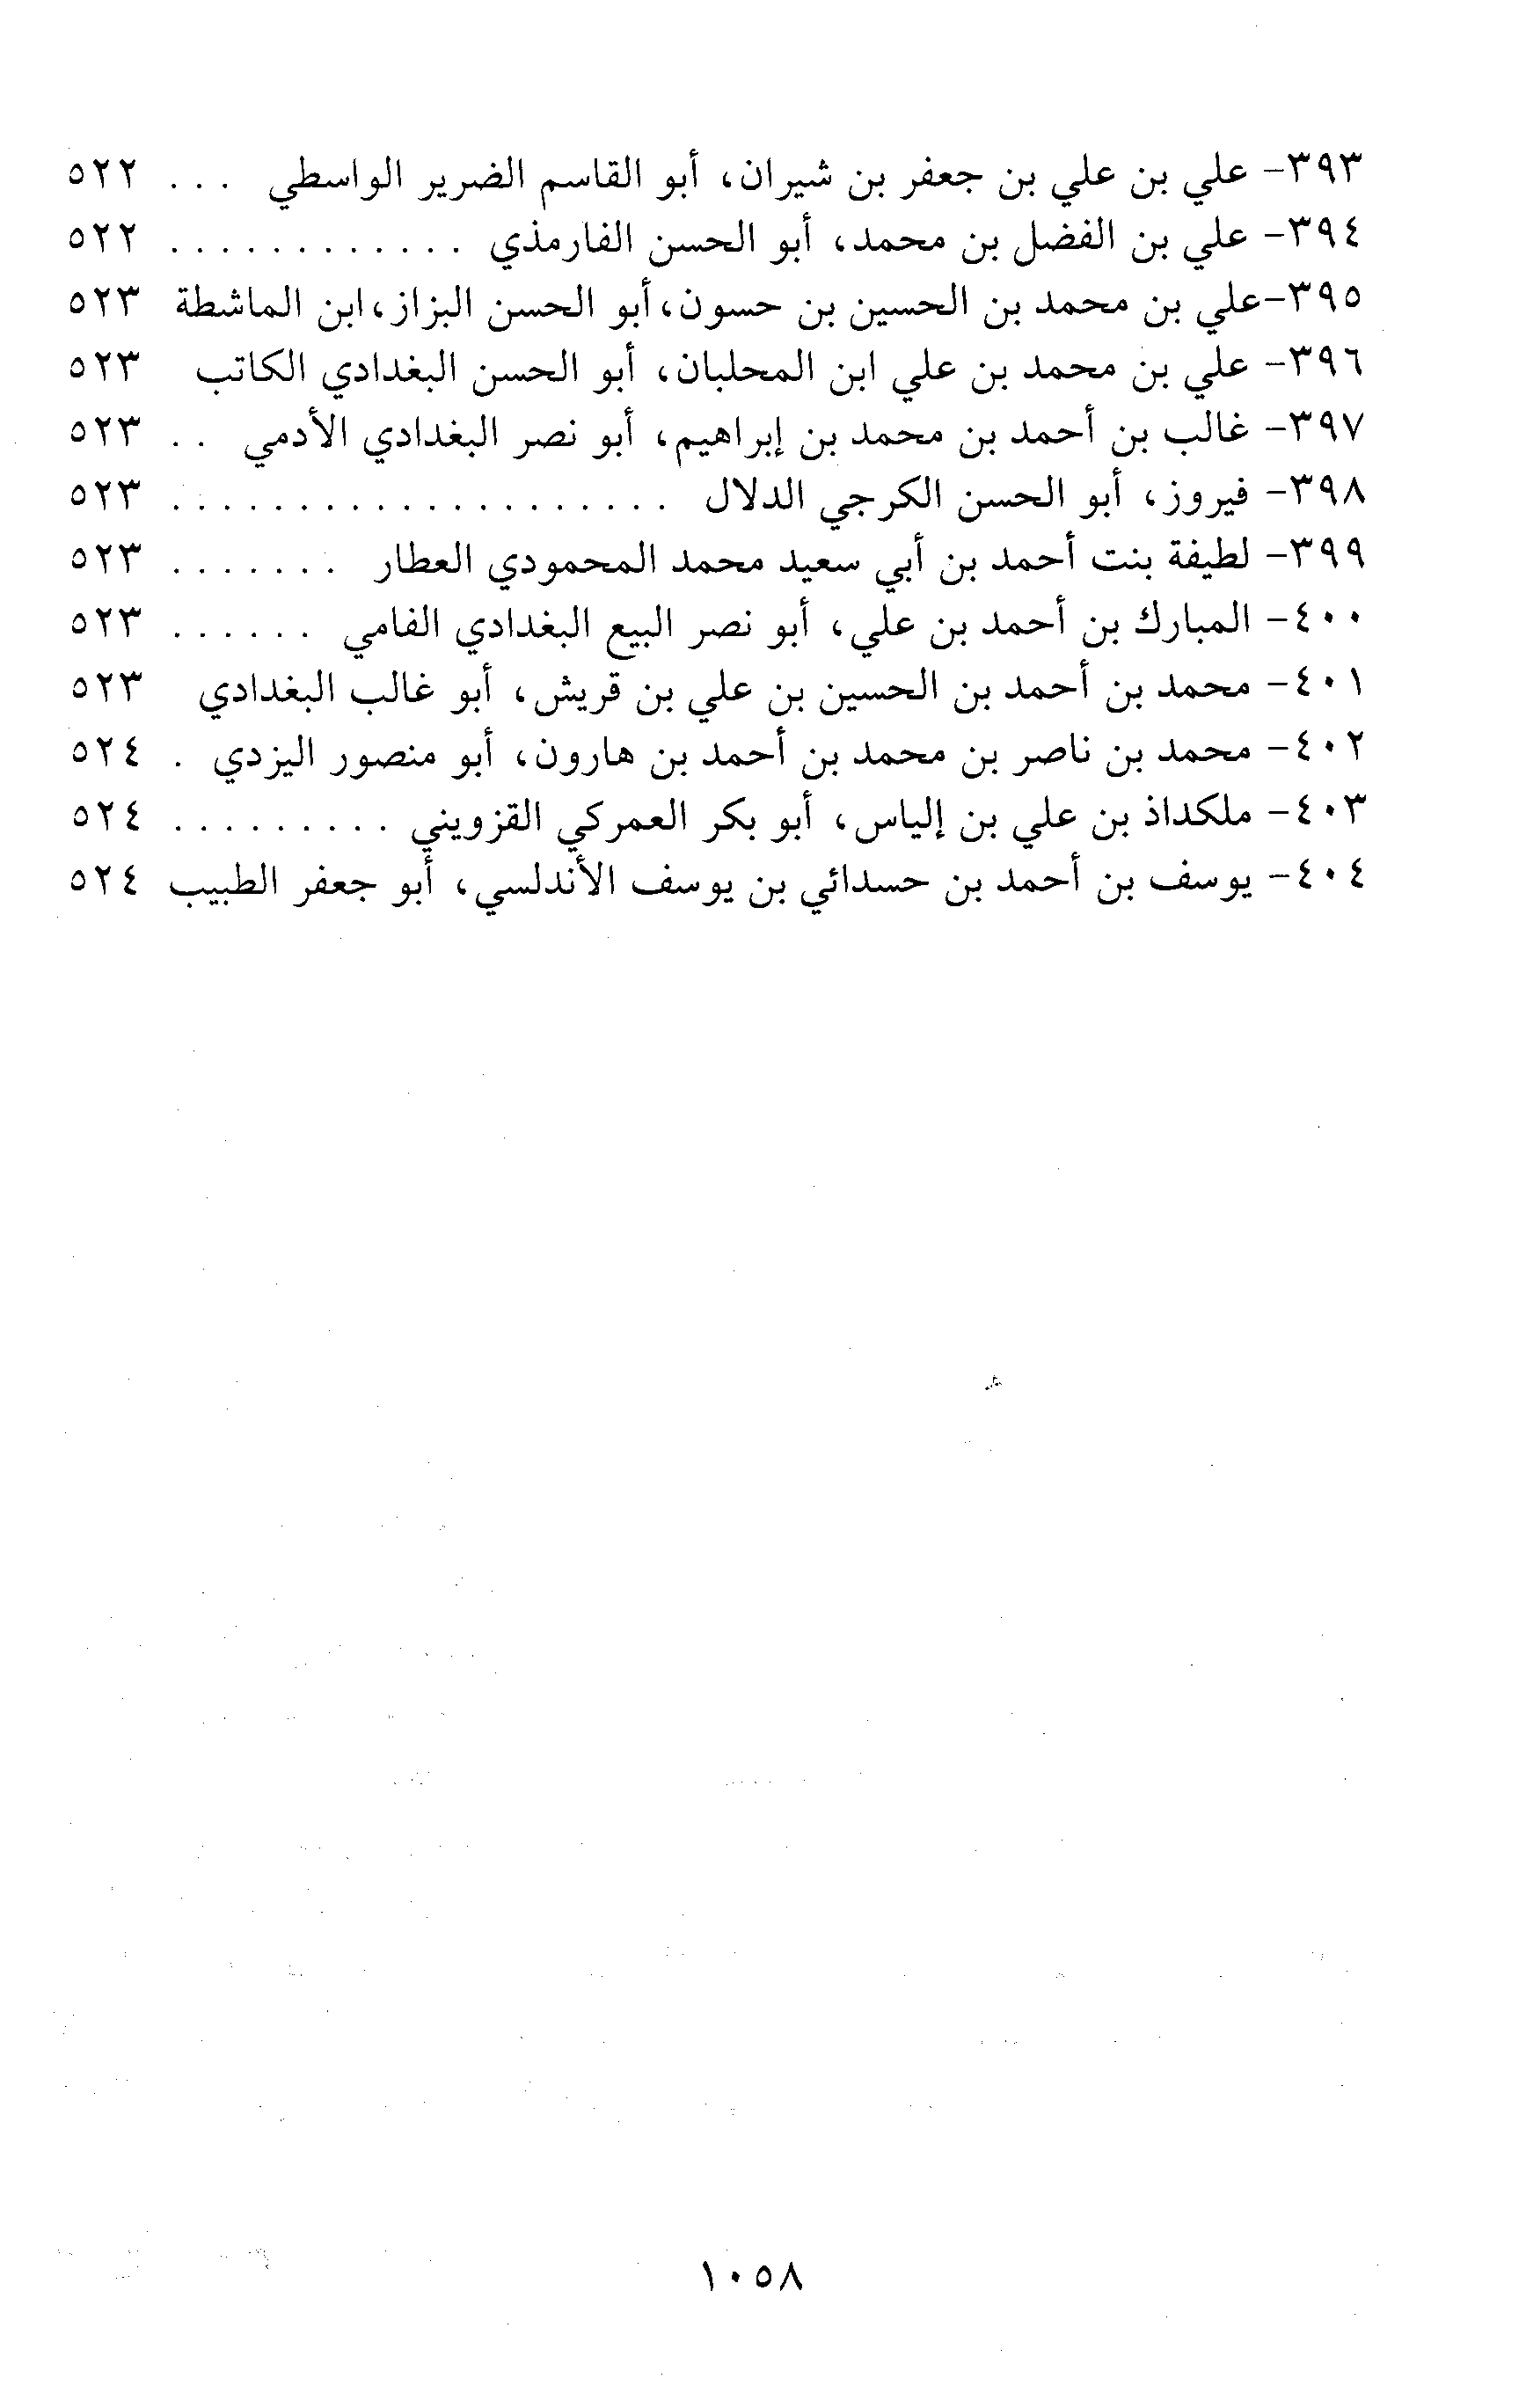 ٣٩٣- علي بن علي بن جعفر بن شيران، أبو القاسم الضرير الواسطي . . . ٥٢٢
٣٩٤- علي بن الفضل بن محمد، أبو الحسن الفارمذي . . . . . . . . . . . . ٥٢٢
٣٩٥-علي بن محمد بن الحسين بن حسون،أبو الحسن البزاز،ابن الماشطة ٥٢٣
٣٩٦- علي بن محمد بن علي ابن المحلبان، أبو الحسن البغدادي الكاتب ٥٢٣
٣٩٧- غالب بن أحمد بن محمد بن إبراهيم، أبو نصر البغدادي الأدمي . . ٥٢٣
٣٩٨- فيروز، أبو الحسن الكرجي الدلال . . . . . . . . . . . . . . . . . . . . ٥٢٣
٣٩٩- لطيفة بنت أحمد بن أبي سعيد محمد المحمودي العطار . . . . . . . ٥٢٣
٤٠٠- المبارك بن أحمد بن علي، أبو نصر البيع البغدادي الفامي . . . . . . ٥٢٣
٤٠١- محمد بن أحمد بن الحسين بن علي بن قريش، أبو غالب البغدادي ٥٢٣
٤٠٢- محمد بن ناصر بن محمد بن أحمد بن هارون، أبو منصور اليزدي . ٥٢٤
٤٠٣- ملكداذ بن علي بن إلياس، أبو بكر العمركي القزويني . . . . . . . . . ٥٢٤
٤٠٤- يوسف بن أحمد بن حسدائي بن يوسف الأندلسي، أبو جعفر الطبيب ٥٢٤
١٠٥٨